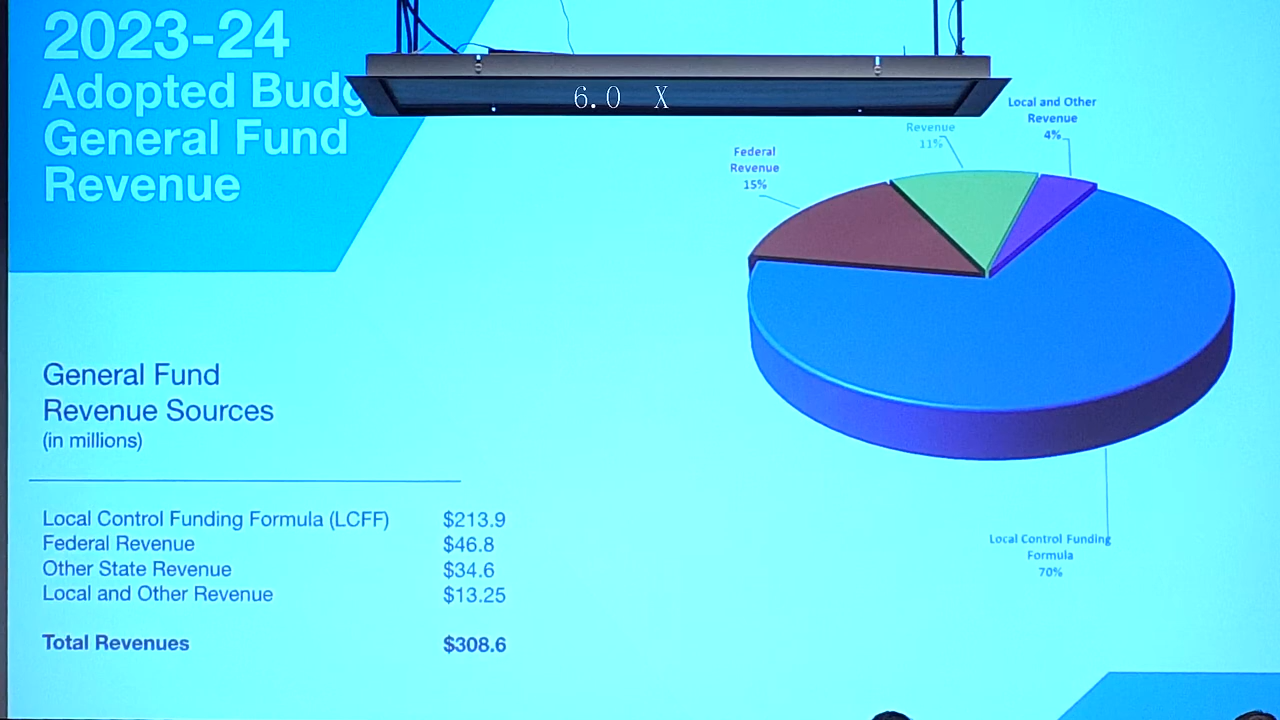 2023-24
Adopted Budg
General Fund
Revenue
6.0 X
Local and Other
Revenue
4%
Revenue
11%
Federal
Revenue
15%
General Fund
Revenue Sources
(in millions)
Local Control Funding Formula (LCFF) $213.9
Federal Revenue $46.8
Other State Revenue $34.6
Local and Other Revenue $13.25
Total Revenues $308.6
Local Control Funding
Formula
70%